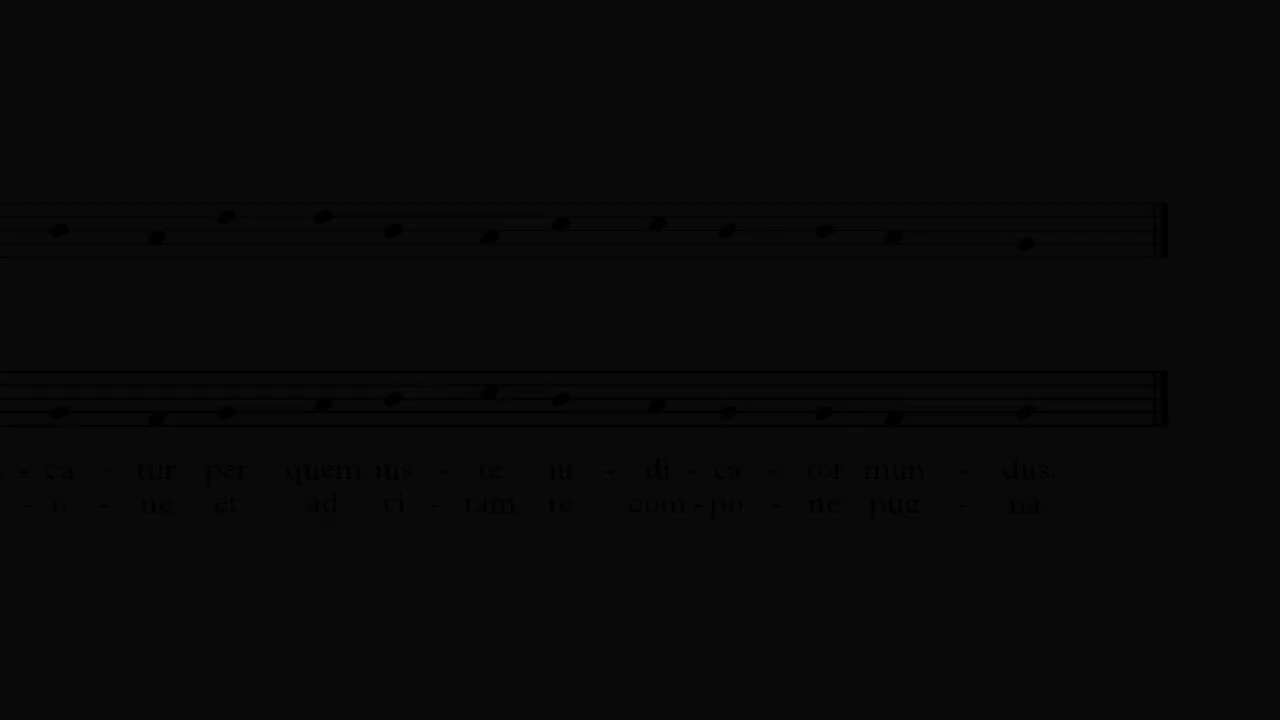 - ca - tur per quem ius - te iu - di - ca - tor mun - dus.
- o - ne et ad vi - tam te com - po - ne pug - na.